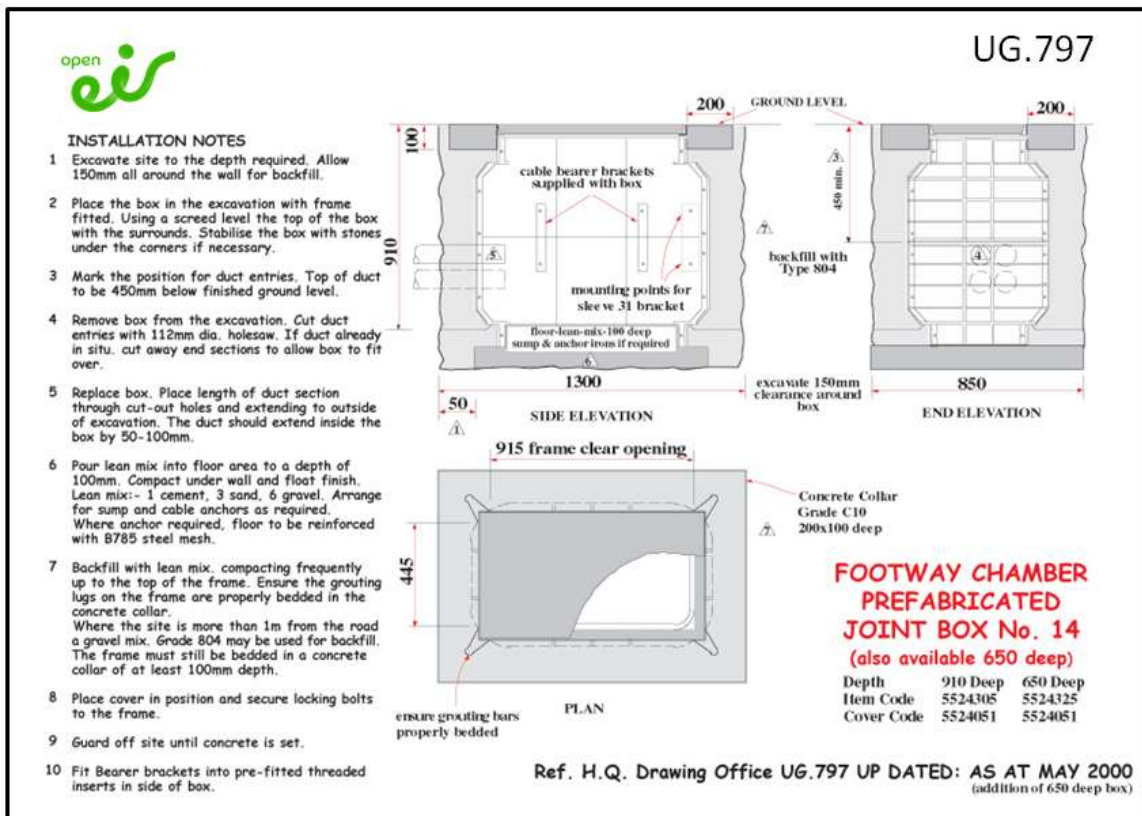 UG.797
open
eir
INSTALLATION NOTES
1 Excavate site to the depth required. Allow
150mm all around the wall for backfill.
2 Place the box in the excavation with frame
fitted. Using a screed level the top of the box
with the surrounds. Stabilise the box with stones
under the corners if necessary.
3 Mark the position for duct entries. Top of duct
to be 450mm below finished ground level.
4 Remove box from the excavation. Cut duct
entries with 112mm dia. holesaw. If duct already
in situ. cut away end sections to allow box to fit
over.
5 Replace box. Place length of duct section
through cut-out holes and extending to outside
of excavation. The duct should extend inside the
box by 50-100mm.
6 Pour lean mix into floor area to a depth of
100mm. Compact under wall and float finish.
Lean mix:- 1 cement, 3 sand, 6 gravel. Arrange
for sump and cable anchors as required.
Where anchor required, floor to be reinforced
with B785 steel mesh.
7 Backfill with lean mix. compacting frequently
up to the top of the frame. Ensure the grouting
lugs on the frame are properly bedded in the
concrete collar.
Where the site is more than 1m from the road
a gravel mix. Grade 804 may be used for backfill.
The frame must still be bedded in a concrete
collar of at least 100mm depth.
8 Place cover in position and secure locking bolts
to the frame.
9 Guard off site until concrete is set.
10 Fit Bearer brackets into pre-fitted threaded
inserts in side of box.
200
GROUND LEVEL
200
100
910
cable bearer brackets
supplied with box
5
mounting points for
sleeve 31 bracket
floor-lean-mix-100 deep
sump & anchor irons if required
6
1300
50
1
SIDE ELEVATION
3
450 min.
7
backfill with
Type 804
4
excavate 150mm
clearance around
box
850
END ELEVATION
915 frame clear opening
445
Concrete Collar
Grade C10
200x100 deep
7
ensure grouting bars
properly bedded
PLAN
FOOTWAY CHAMBER
PREFABRICATED
JOINT BOX No. 14
(also available 650 deep)
Depth 910 Deep 650 Deep
Item Code 5524305 5524325
Cover Code 5524051 5524051
Ref. H.Q. Drawing Office UG.797 UP DATED: AS AT MAY 2000
(addition of 650 deep box)